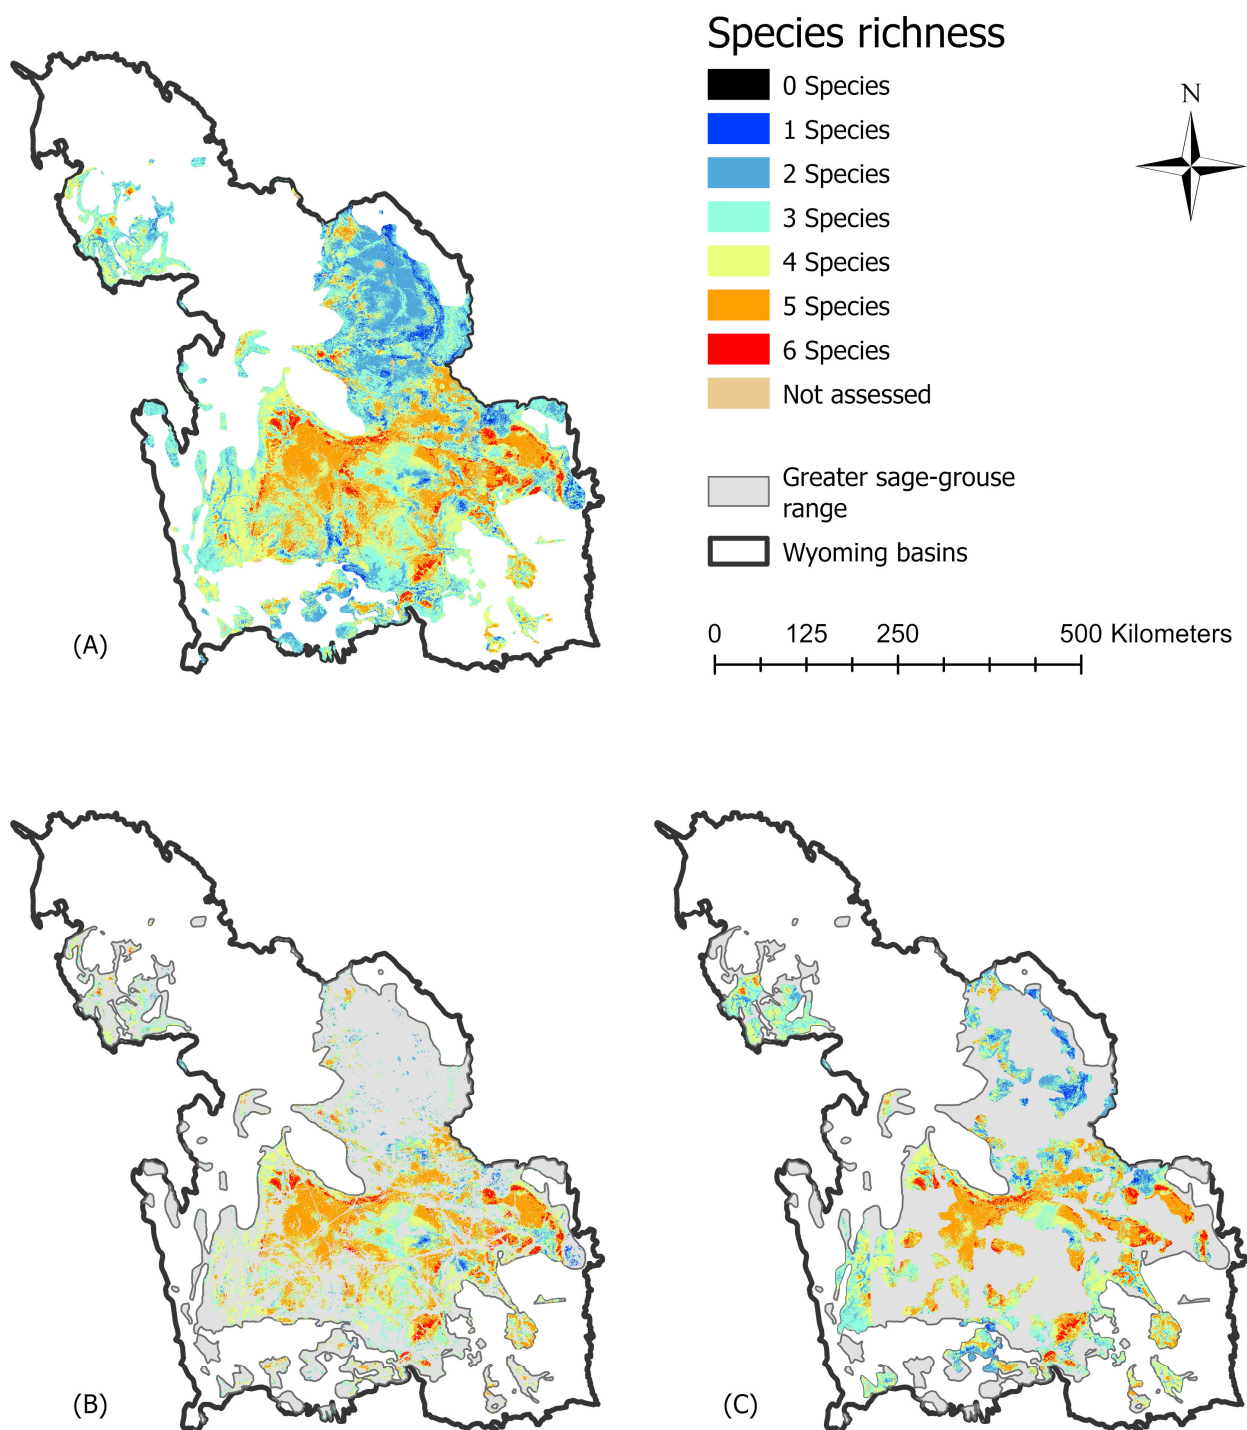 Species richness
0 Species
1 Species
2 Species
3 Species
4 Species
5 Species
6 Species
Not assessed
Greater sage-grouse
range
Wyoming basins
N
0 125 250 500 Kilometers
(A)
(B)
(C)